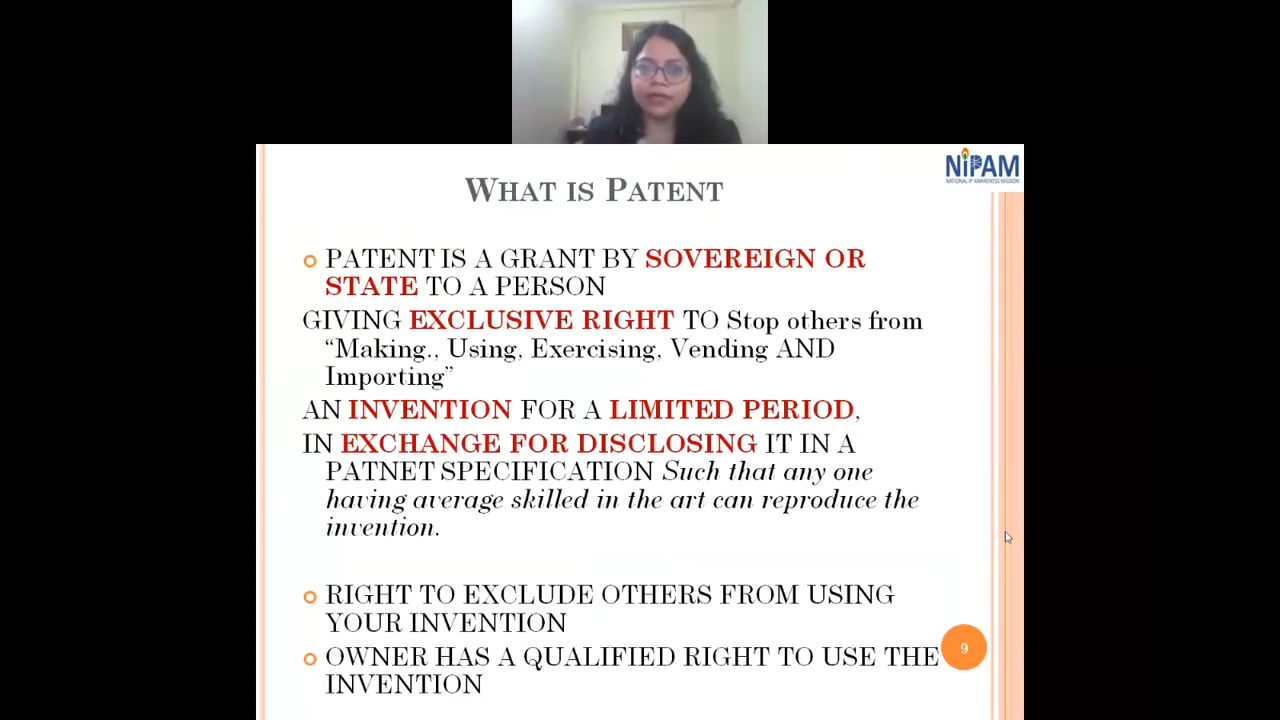 NiPAM
NATIONAL IP AWARENESS MISSION
WHAT IS PATENT
PATENT IS A GRANT BY SOVEREIGN OR
STATE TO A PERSON
GIVING EXCLUSIVE RIGHT TO Stop others from
“Making., Using, Exercising, Vending AND
Importing”
AN INVENTION FOR A LIMITED PERIOD,
IN EXCHANGE FOR DISCLOSING IT IN A
PATNET SPECIFICATION Such that any one
having average skilled in the art can reproduce the
invention.
RIGHT TO EXCLUDE OTHERS FROM USING
YOUR INVENTION
OWNER HAS A QUALIFIED RIGHT TO USE THE
INVENTION
9